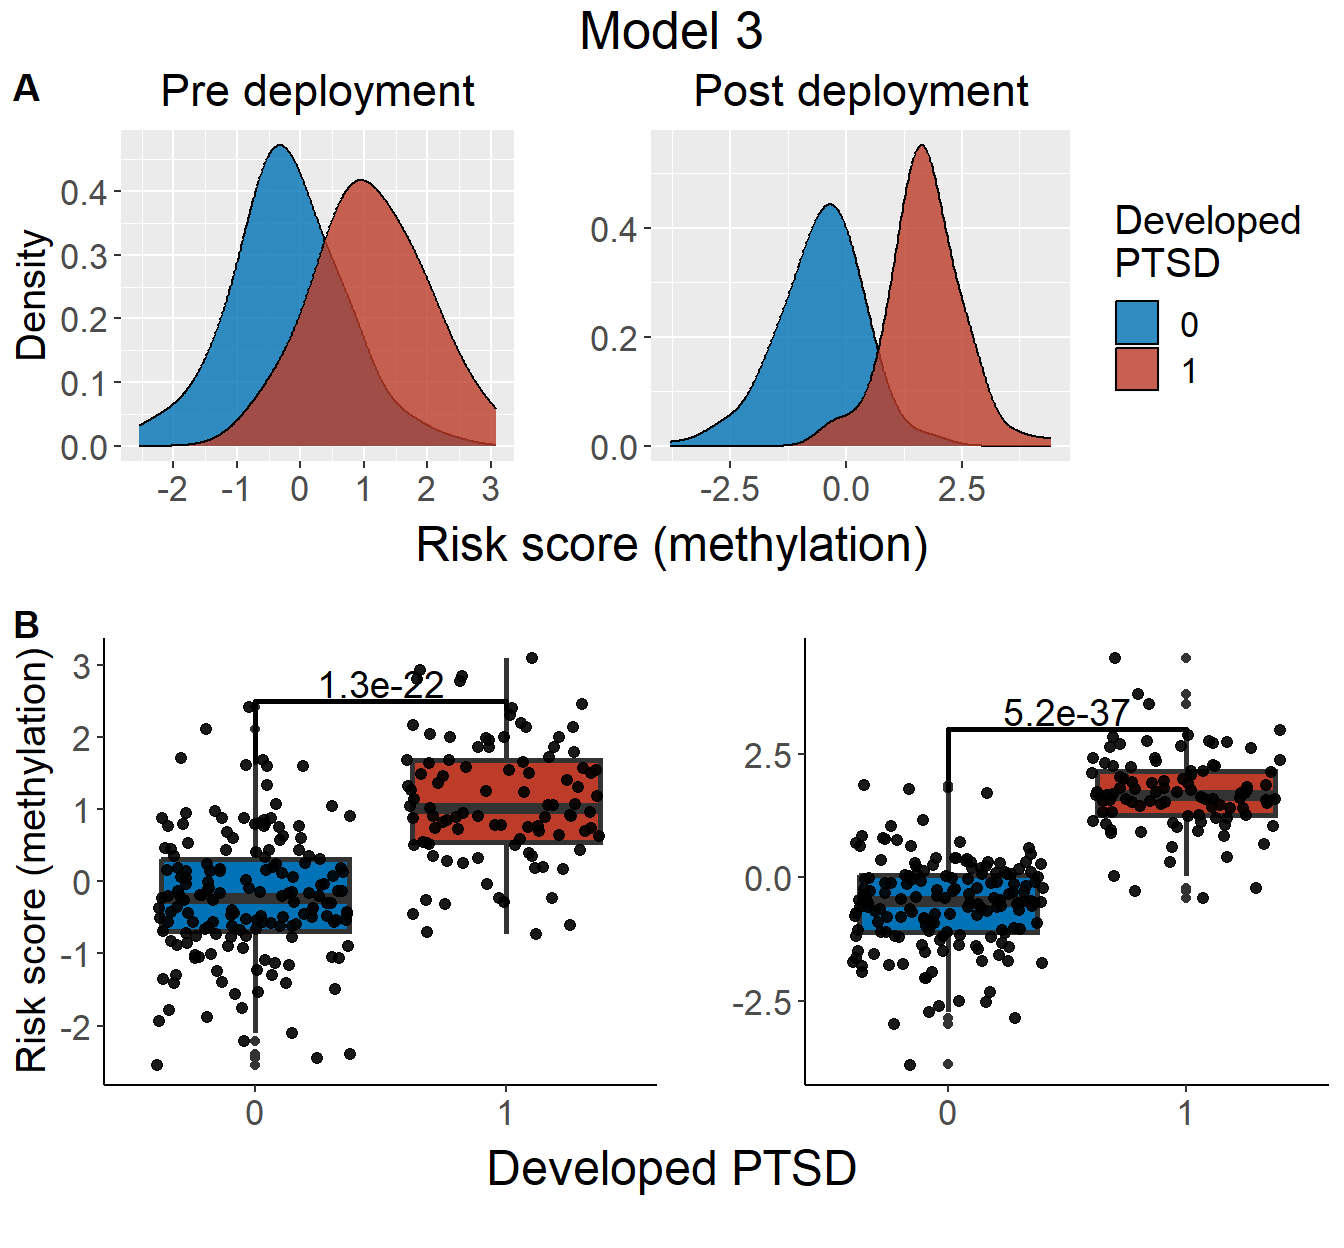 Model 3
A
Pre deployment
Post deployment
Density
0.4
0.3
0.2
0.1
0.0
-2 -1 0 1 2 3
0.4
0.2
0.0
-2.5 0.0 2.5
Developed
PTSD
0
1
Risk score (methylation)
B
Risk score (methylation)
3
2
1
0
-1
-2
1.3e-22
0 1
2.5
0.0
-2.5
5.2e-37
0 1
Developed PTSD